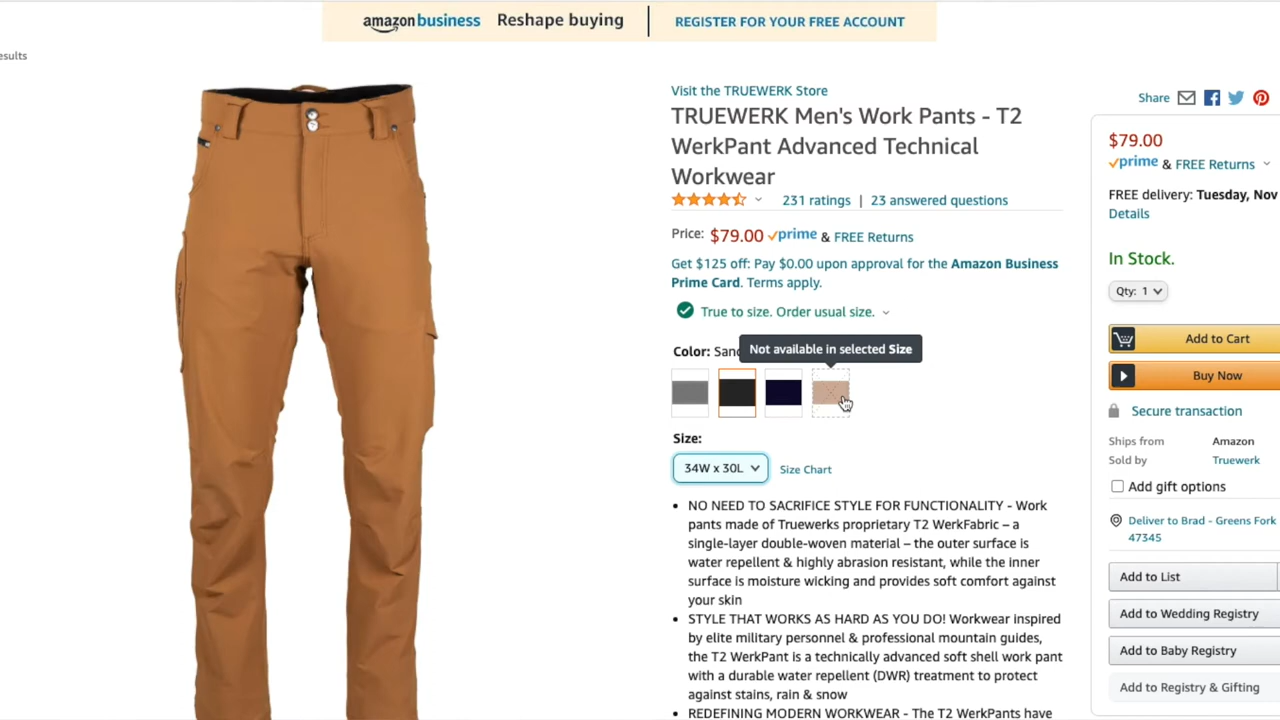 amazon business Reshape buying REGISTER FOR YOUR FREE ACCOUNT
esults
Visit the TRUEWERK Store
Share
TRUEWERK Men's Work Pants - T2
WerkPant Advanced Technical
Workwear
231 ratings | 23 answered questions
Price: $79.00 prime & FREE Returns
Get $125 off: Pay $0.00 upon approval for the Amazon Business
Prime Card. Terms apply.
True to size. Order usual size.
Color: Sand
Not available in selected Size
Size:
34W x 30L Size Chart
• NO NEED TO SACRIFICE STYLE FOR FUNCTIONALITY - Work
pants made of Truewerks proprietary T2 WerkFabric – a
single-layer double-woven material – the outer surface is
water repellent & highly abrasion resistant, while the inner
surface is moisture wicking and provides soft comfort against
your skin
• STYLE THAT WORKS AS HARD AS YOU DO! Workwear inspired
by elite military personnel & professional mountain guides,
the T2 WerkPant is a technically advanced soft shell work pant
with a durable water repellent (DWR) treatment to protect
against stains, rain & snow
• REDEFINING MODERN WORKWEAR - The T2 WerkPants have
$79.00
prime & FREE Returns
FREE delivery: Tuesday, Nov
Details
In Stock.
Qty: 1
Add to Cart
Buy Now
Secure transaction
Ships from Amazon
Sold by Truewerk
Add gift options
Deliver to Brad - Greens Fork
47345
Add to List
Add to Wedding Registry
Add to Baby Registry
Add to Registry & Gifting